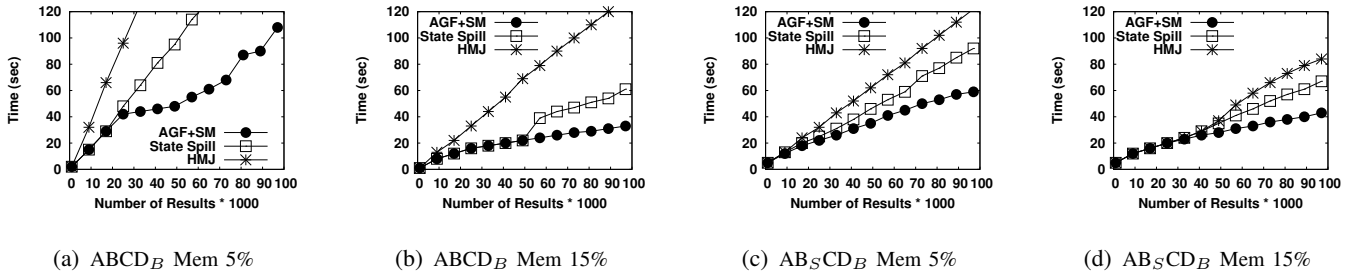 120
100
80
60
40
20
0
Time (sec)
AGF+SM
State Spill
HMJ
0 10 20 30 40 50 60 70 80 90 100
Number of Results * 1000
(a) ABCD_B Mem 5%
120
100
80
60
40
20
0
Time (sec)
AGF+SM
State Spill
HMJ
0 10 20 30 40 50 60 70 80 90 100
Number of Results * 1000
(b) ABCD_B Mem 15%
120
100
80
60
40
20
0
Time (sec)
AGF+SM
State Spill
HMJ
0 10 20 30 40 50 60 70 80 90 100
Number of Results * 1000
(c) AB_SCD_B Mem 5%
120
100
80
60
40
20
0
Time (sec)
AGF+SM
State Spill
HMJ
0 10 20 30 40 50 60 70 80 90 100
Number of Results * 1000
(d) AB_SCD_B Mem 15%